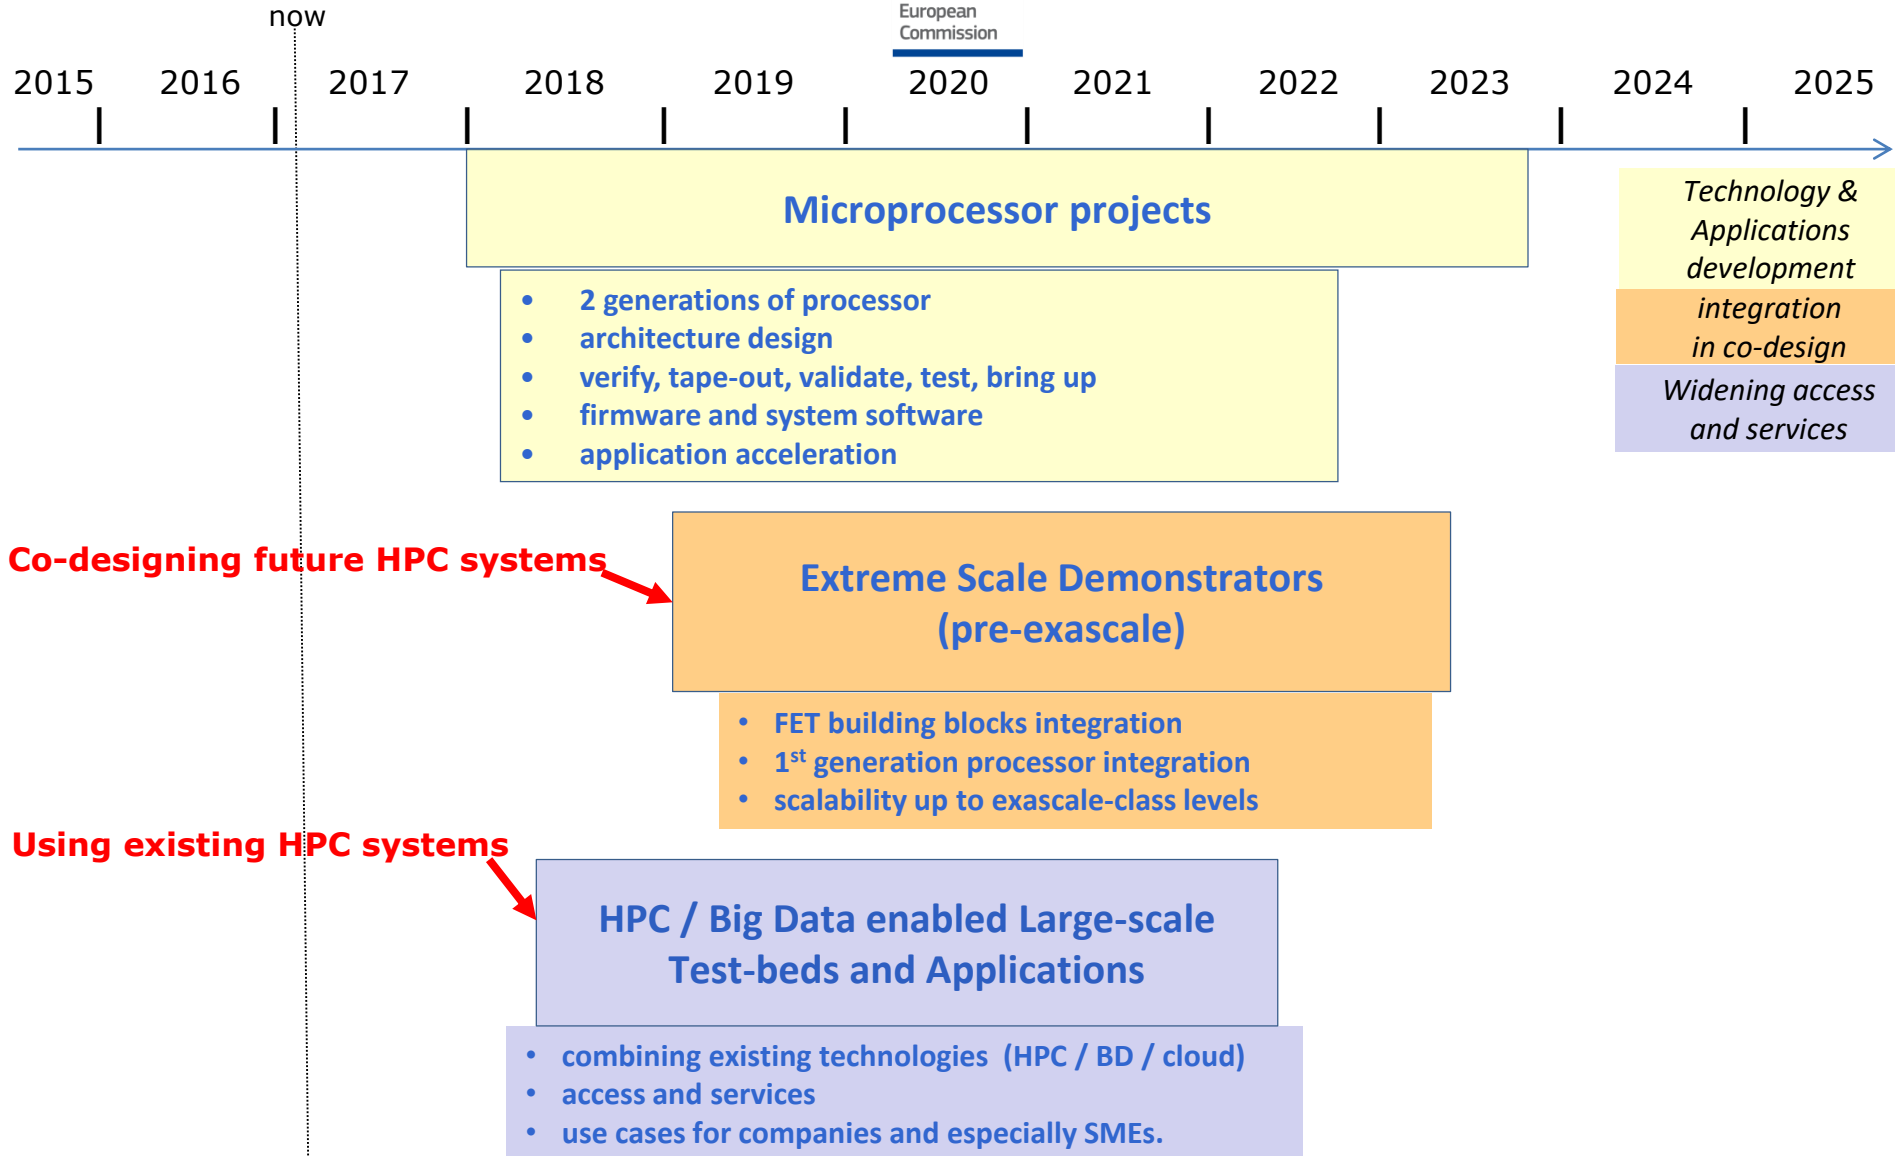 now
European
Commission
2015 2016 2017 2018 2019 2020 2021 2022 2023 2024 2025
Microprocessor projects
Technology &
Applications
development
integration
in co-design
Widening access
and services
• 2 generations of processor
• architecture design
• verify, tape-out, validate, test, bring up
• firmware and system software
• application acceleration
Co-designing future HPC systems
Extreme Scale Demonstrators
(pre-exascale)
• FET building blocks integration
• 1st generation processor integration
• scalability up to exascale-class levels
Using existing HPC systems
HPC / Big Data enabled Large-scale
Test-beds and Applications
• combining existing technologies (HPC / BD / cloud)
• access and services
• use cases for companies and especially SMEs.